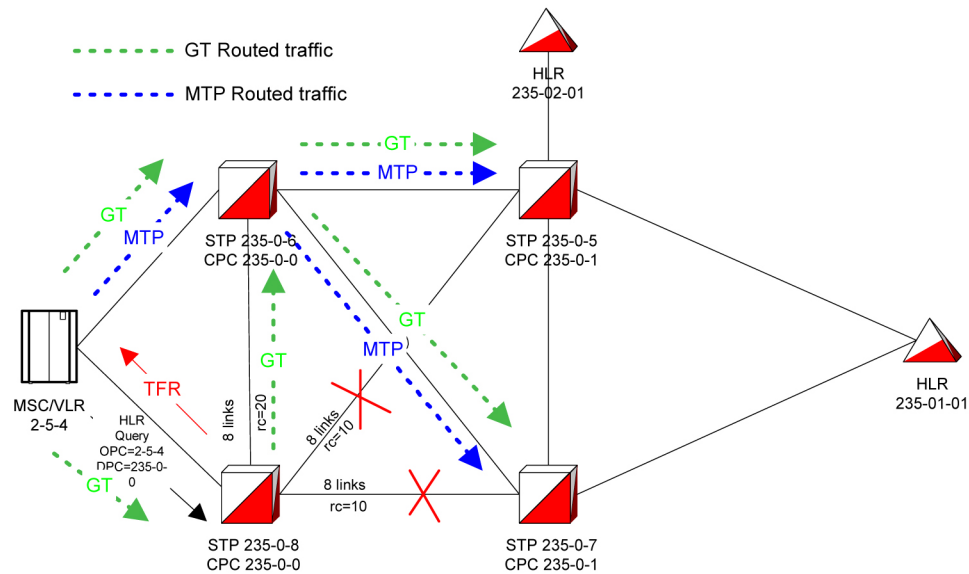 GT Routed traffic
MTP Routed traffic
HLR
235-02-01
GT
MTP
GT
MTP
STP 235-0-6
CPC 235-0-0
STP 235-0-5
CPC 235-0-1
GT
MTP
GT
TFR
MSC/VLR
2-5-4
HLR
Query
OPC=2-5-4
DPC=235-0-
0
GT
8 links
rc=20
8 links
rc=10
8 links
rc=10
HLR
235-01-01
STP 235-0-8
CPC 235-0-0
STP 235-0-7
CPC 235-0-1